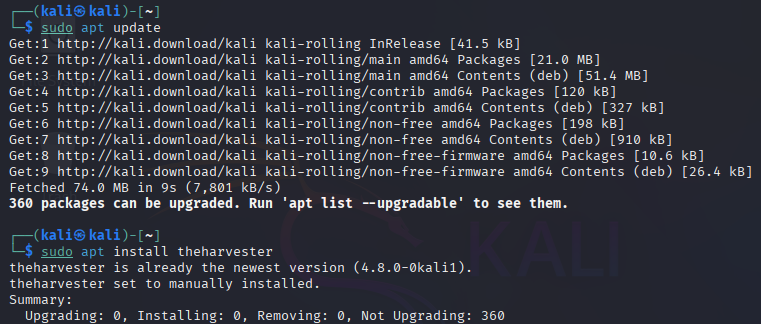 ┌──(kali㉿kali)-[~]
└─$ sudo apt update
Get:1 http://kali.download/kali kali-rolling InRelease [41.5 kB]
Get:2 http://kali.download/kali kali-rolling/main amd64 Packages [21.0 MB]
Get:3 http://kali.download/kali kali-rolling/main amd64 Contents (deb) [51.4 MB]
Get:4 http://kali.download/kali kali-rolling/contrib amd64 Packages [120 kB]
Get:5 http://kali.download/kali kali-rolling/contrib amd64 Contents (deb) [327 kB]
Get:6 http://kali.download/kali kali-rolling/non-free amd64 Packages [198 kB]
Get:7 http://kali.download/kali kali-rolling/non-free amd64 Contents (deb) [910 kB]
Get:8 http://kali.download/kali kali-rolling/non-free-firmware amd64 Packages [10.6 kB]
Get:9 http://kali.download/kali kali-rolling/non-free-firmware amd64 Contents (deb) [26.4 kB]
Fetched 74.0 MB in 9s (7,801 kB/s)
360 packages can be upgraded. Run 'apt list --upgradable' to see them.
┌──(kali㉿kali)-[~]
└─$ sudo apt install theharvester
theharvester is already the newest version (4.8.0-0kali1).
theharvester set to manually installed.
Summary:
  Upgrading: 0, Installing: 0, Removing: 0, Not Upgrading: 360
KALI